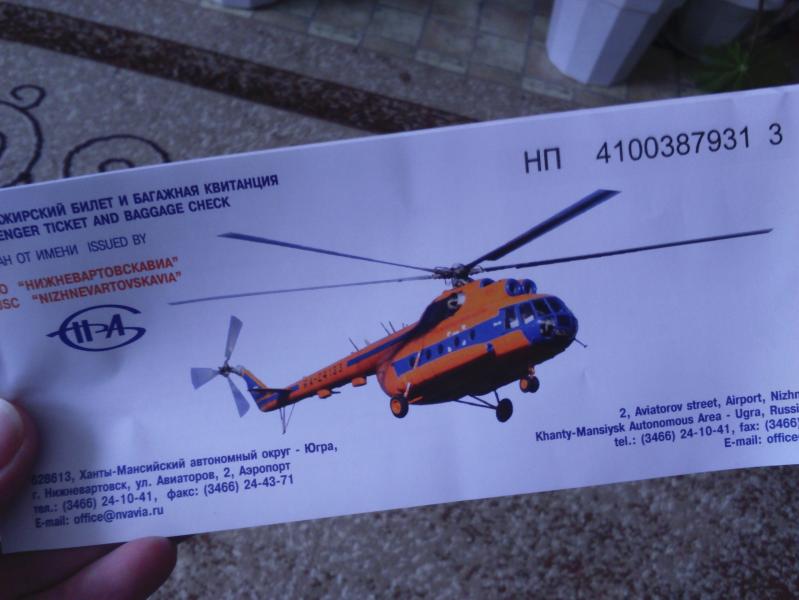 НП 4100387931 3
ЖИРСКИЙ БИЛЕТ И БАГАЖНАЯ КВИТАНЦИЯ
ENGER TICKET AND BAGGAGE CHECK
АН ОТ ИМЕНИ ISSUED BY
О "НИЖНЕВАРТОВСКАВИА"
JSC "NIZHNEVARTOVSKAVIA"
628613, Ханты-Мансийский автономный округ - Югра,
г. Нижневартовск, ул. Авиаторов, 2, Аэропорт
тел.: (3466) 24-10-41, факс: (3466) 24-43-71
E-mail: office@nvavia.ru
2, Aviatorov street, Airport, Nizhn
Khanty-Mansiysk Autonomous Area - Ugra, Russia
tel.: (3466) 24-10-41, fax: (3466)
E-mail: office